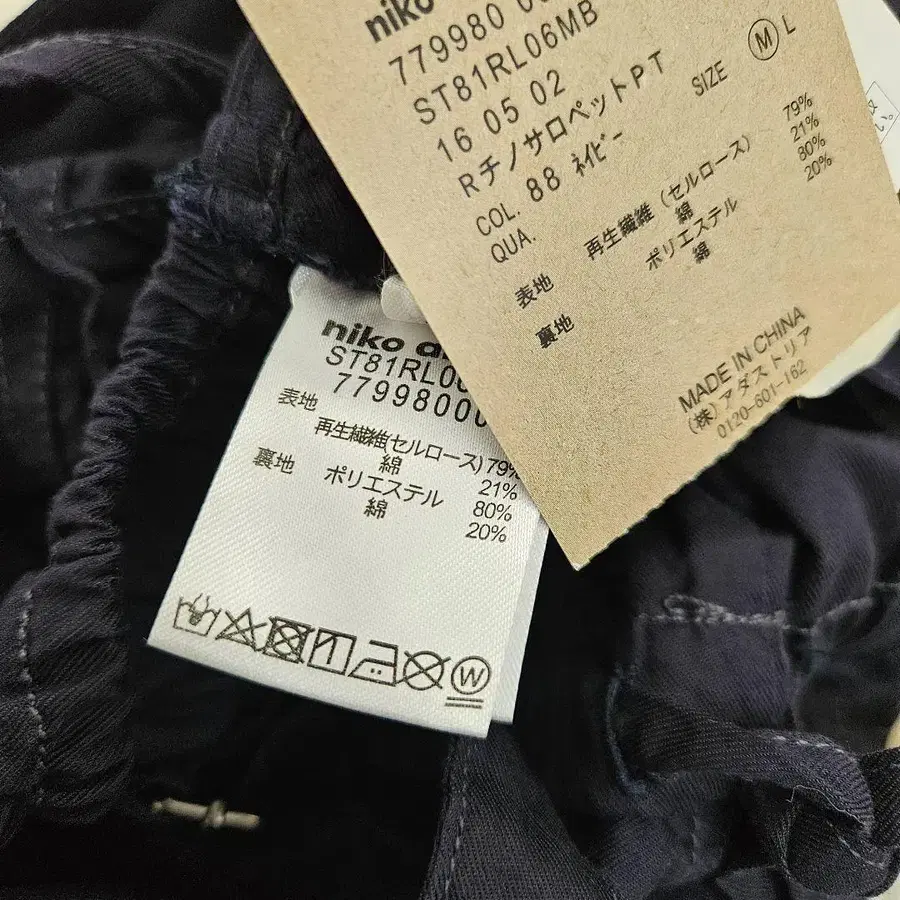 niko
779980 0
ST81RL06MB
16 05 02
RチノサロペットPT
SIZE M L
COL. 88 ﾈｲﾋﾞｰ
QUA.
表地 再生繊維(セルロース) 79%
綿 21%
裏地 ポリエステル 80%
綿 20%
MADE IN CHINA
(株)アダストリア
0120-601-162
niko a
ST81RL0
77998000
表地
再生繊維(セルロース) 79%
綿 21%
裏地 ポリエステル 80%
綿 20%
W